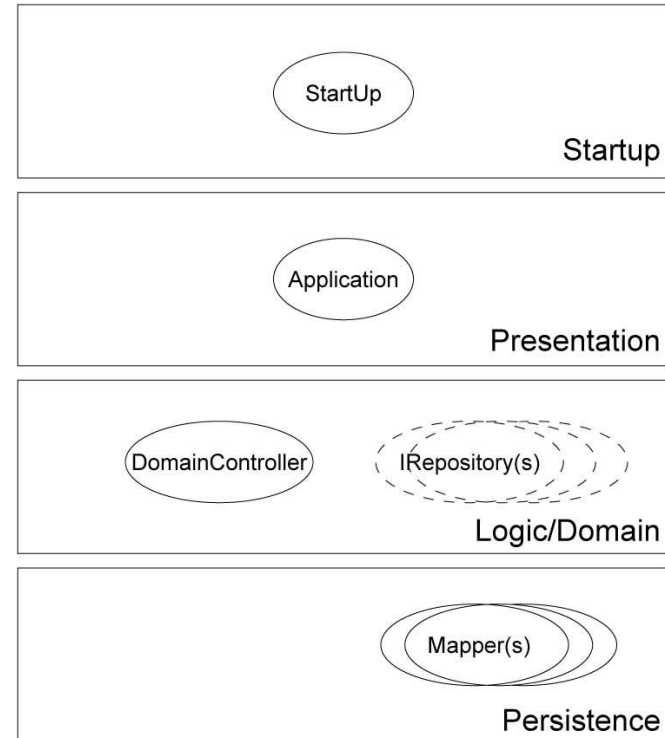 StartUp
Startup
Application
Presentation
DomainController
IRepository(s)
Logic/Domain
Mapper(s)
Persistence